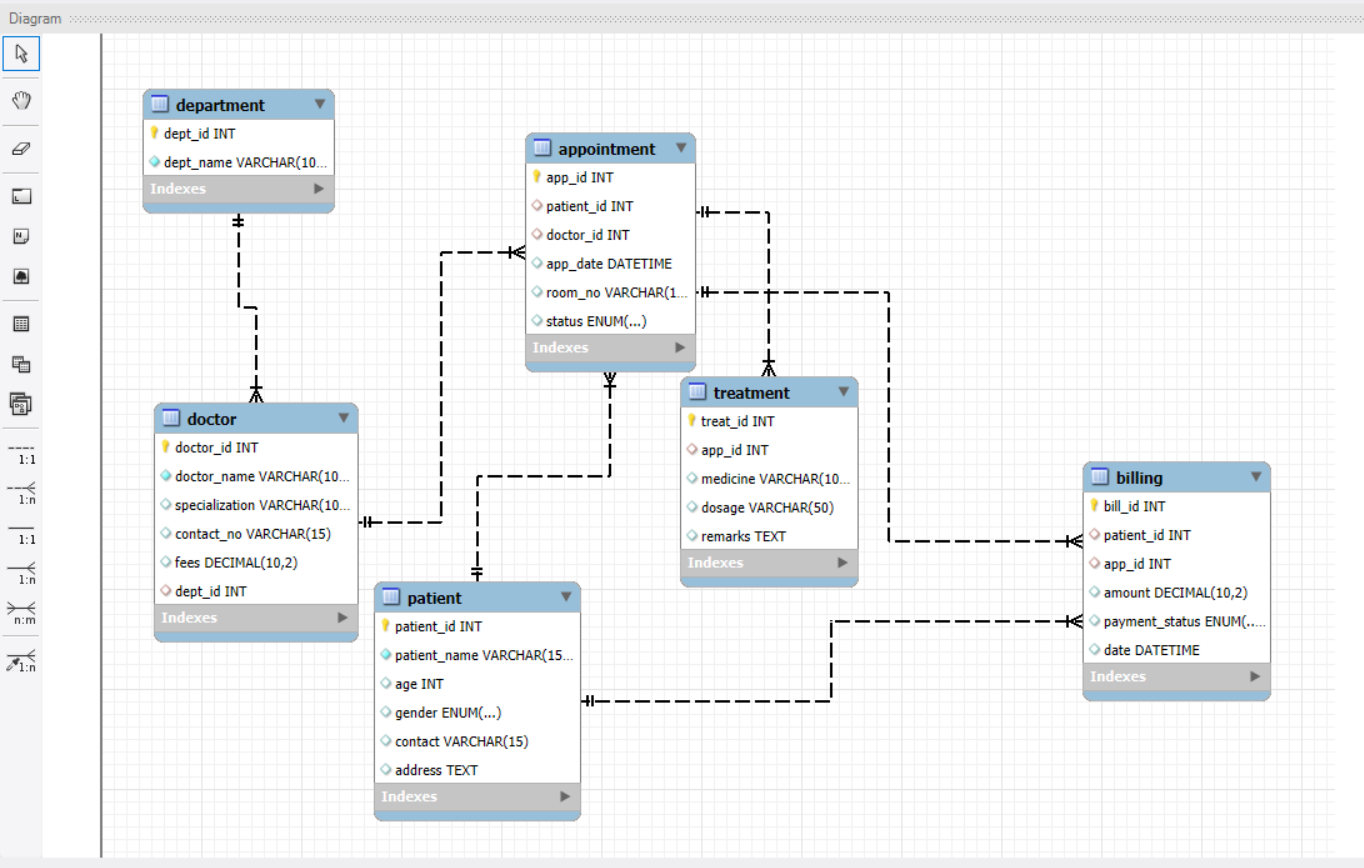 Diagram
department
dept_id INT
dept_name VARCHAR(10...
Indexes
appointment
app_id INT
patient_id INT
doctor_id INT
app_date DATETIME
room_no VARCHAR(1...
status ENUM(...)
Indexes
doctor
doctor_id INT
doctor_name VARCHAR(10...
specialization VARCHAR(10...
contact_no VARCHAR(15)
fees DECIMAL(10,2)
dept_id INT
Indexes
treatment
treat_id INT
app_id INT
medicine VARCHAR(10...
dosage VARCHAR(50)
remarks TEXT
Indexes
patient
patient_id INT
patient_name VARCHAR(15...
age INT
gender ENUM(...)
contact VARCHAR(15)
address TEXT
Indexes
billing
bill_id INT
patient_id INT
app_id INT
amount DECIMAL(10,2)
payment_status ENUM(...
date DATETIME
Indexes
1:1
1:n
1:1
1:n
n:m
1:n